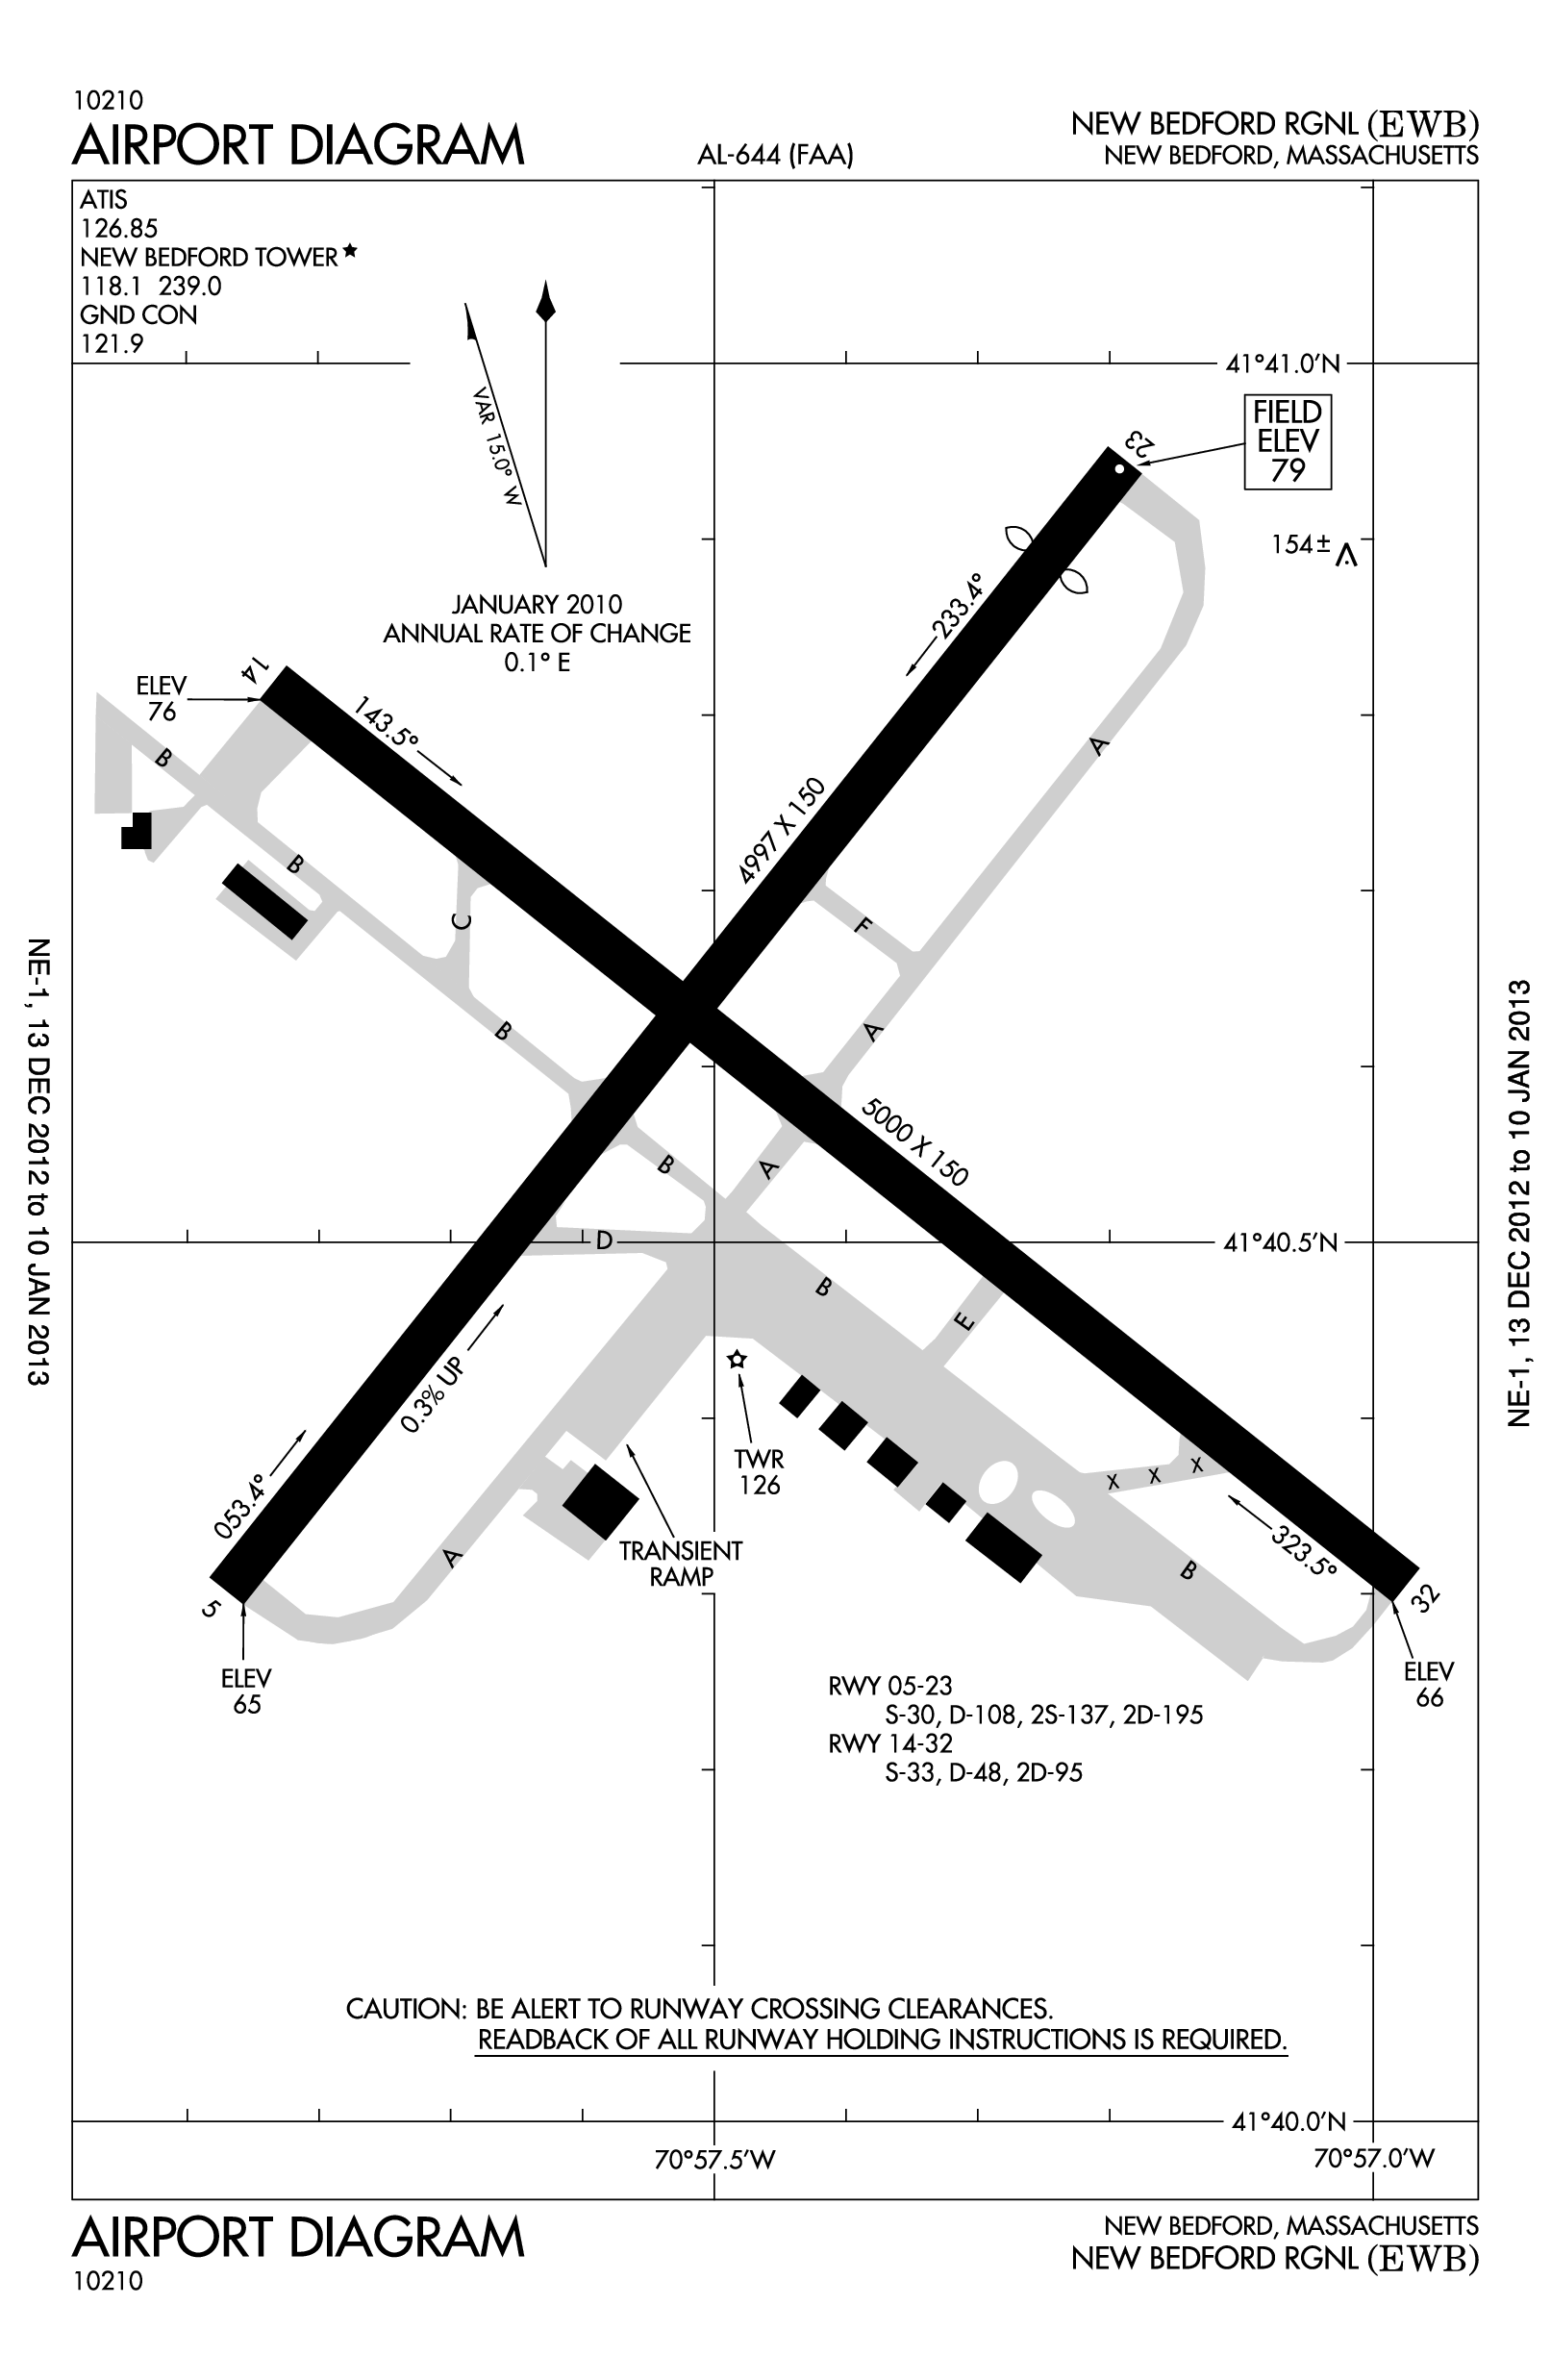 10210
AIRPORT DIAGRAM
AL-644 (FAA)
NEW BEDFORD RGNL (EWB)
NEW BEDFORD, MASSACHUSETTS
ATIS
126.85
NEW BEDFORD TOWER★
118.1 239.0
GND CON
121.9
VAR 15.0° W
JANUARY 2010
ANNUAL RATE OF CHANGE
0.1° E
41°41.0'N
FIELD
ELEV
79
23
154±
233.4°
14
ELEV
76
143.5°
B
A
4997 X 150
B
C
F
B
A
5000 X 150
B
A
D
41°40.5'N
B
E
0.3% UP
TWR
126
X X X
053.4°
323.5°
TRANSIENT
RAMP
A
B
5
32
ELEV
65
ELEV
66
RWY 05-23
S-30, D-108, 2S-137, 2D-195
RWY 14-32
S-33, D-48, 2D-95
CAUTION: BE ALERT TO RUNWAY CROSSING CLEARANCES.
READBACK OF ALL RUNWAY HOLDING INSTRUCTIONS IS REQUIRED.
41°40.0'N
70°57.5'W
70°57.0'W
NE-1, 13 DEC 2012 to 10 JAN 2013
NE-1, 13 DEC 2012 to 10 JAN 2013
AIRPORT DIAGRAM
10210
NEW BEDFORD, MASSACHUSETTS
NEW BEDFORD RGNL (EWB)